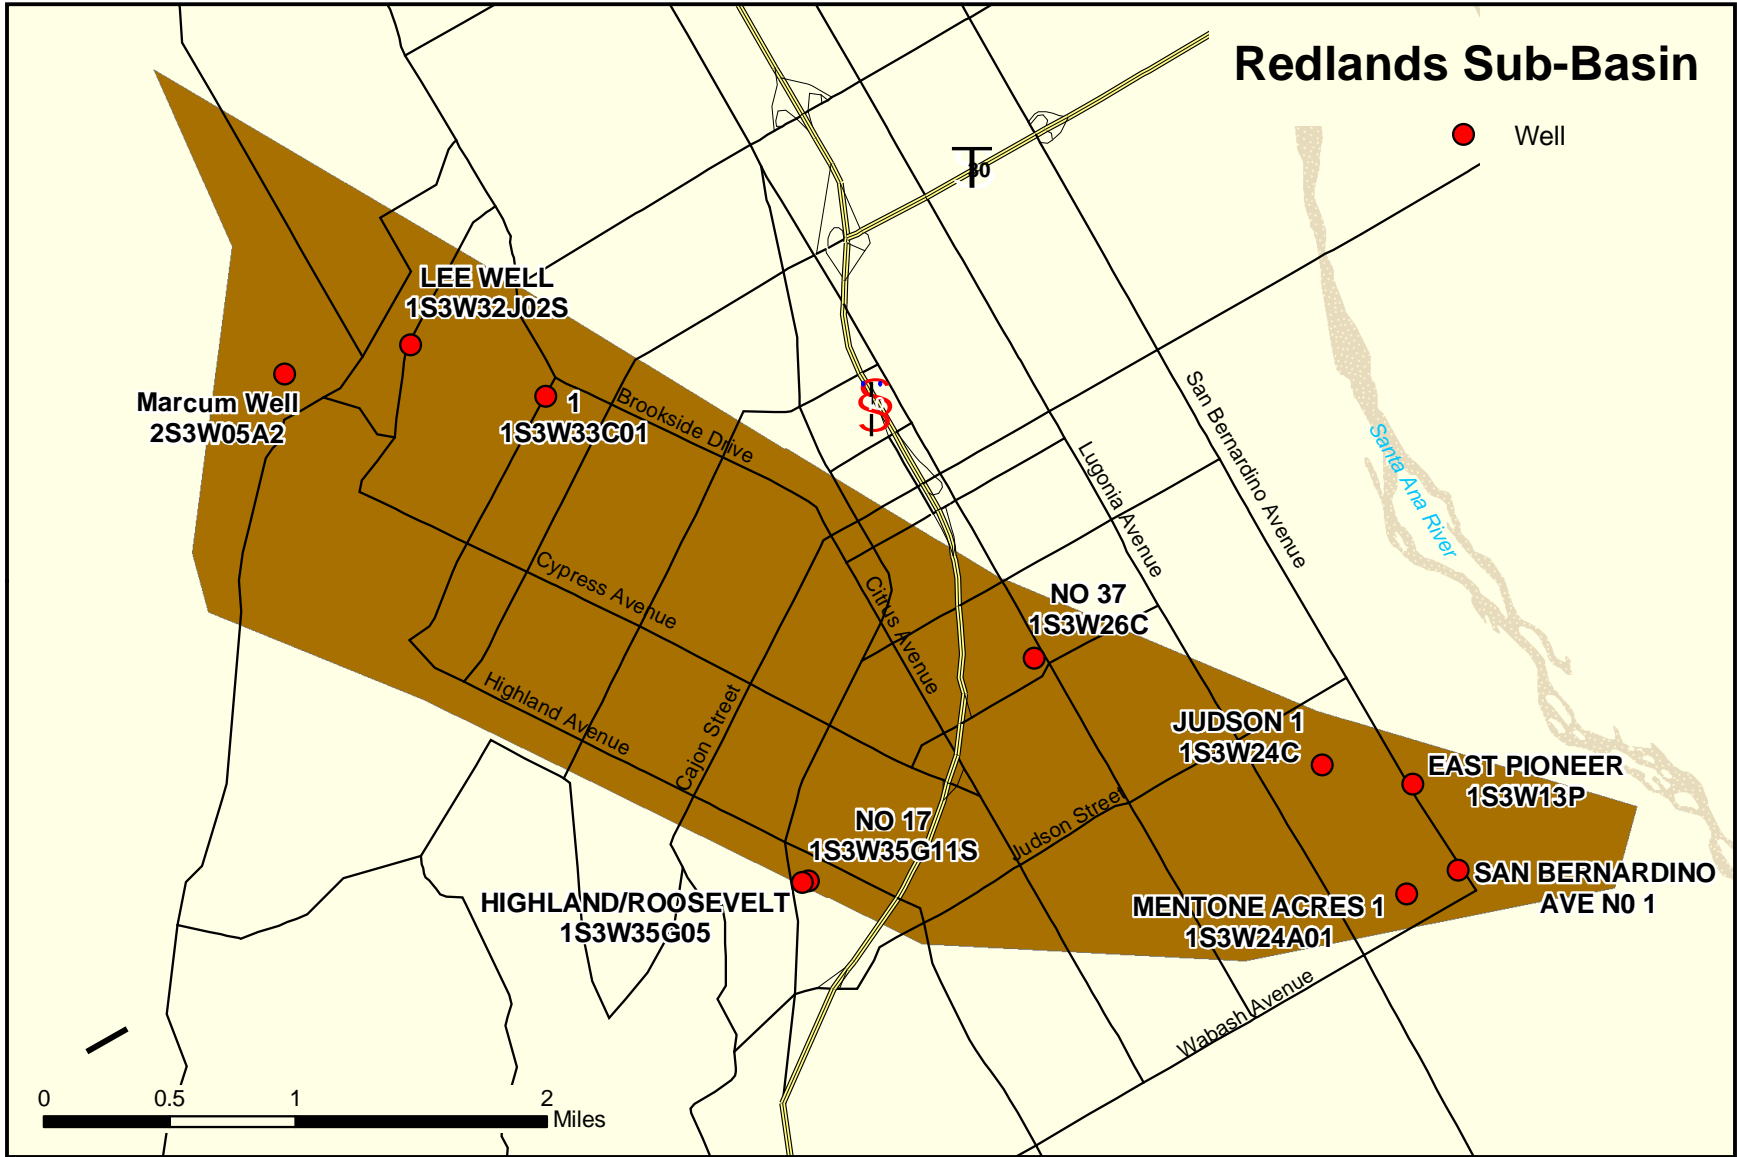 Redlands Sub-Basin
Well
30
LEE WELL
1S3W32J02S
Marcum Well
2S3W05A2
1
1S3W33C01
Brookside Drive
San Bernardino Avenue
Lugonia Avenue
Santa Ana River
Cypress Avenue
Citrus Avenue
NO 37
1S3W26C
Highland Avenue
Cajon Street
JUDSON 1
1S3W24C
EAST PIONEER
1S3W13P
NO 17
1S3W35G11S
Judson Street
HIGHLAND/ROOSEVELT
1S3W35G05
SAN BERNARDINO
AVE N0 1
MENTONE ACRES 1
1S3W24A01
Wabash Avenue
0 0.5 1 2
Miles